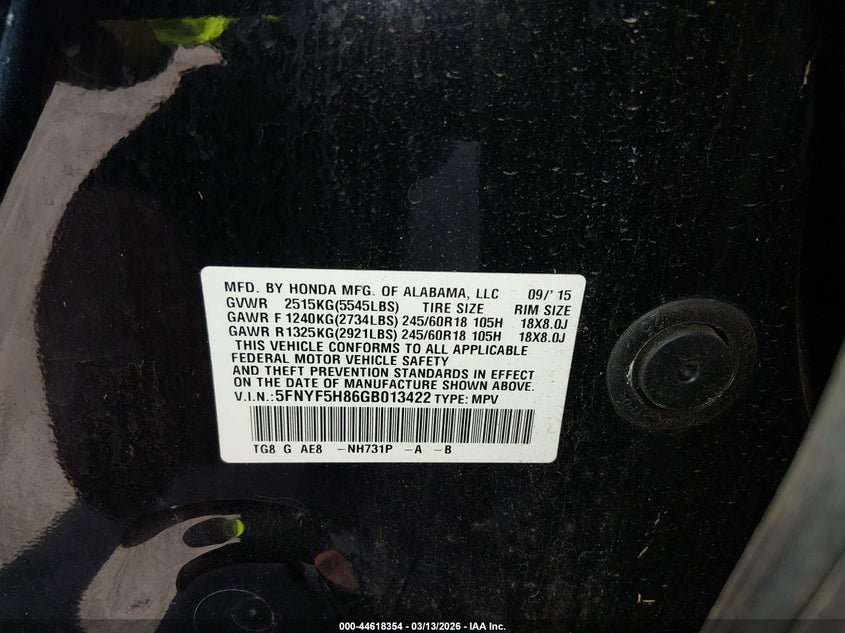 MFD. BY HONDA MFG. OF ALABAMA, LLC 09/' 15
GVWR 2515KG(5545LBS) TIRE SIZE RIM SIZE
GAWR F 1240KG(2734LBS) 245/60R18 105H 18X8.0J
GAWR R 1325KG(2921LBS) 245/60R18 105H 18X8.0J
THIS VEHICLE CONFORMS TO ALL APPLICABLE
FEDERAL MOTOR VEHICLE SAFETY
AND THEFT PREVENTION STANDARDS IN EFFECT
ON THE DATE OF MANUFACTURE SHOWN ABOVE.
V.I.N.:5FNYF5H86GB013422 TYPE: MPV
TG8 G AE8 -NH731P -A -B
000-44618354 - 03/13/2026 - IAA Inc.